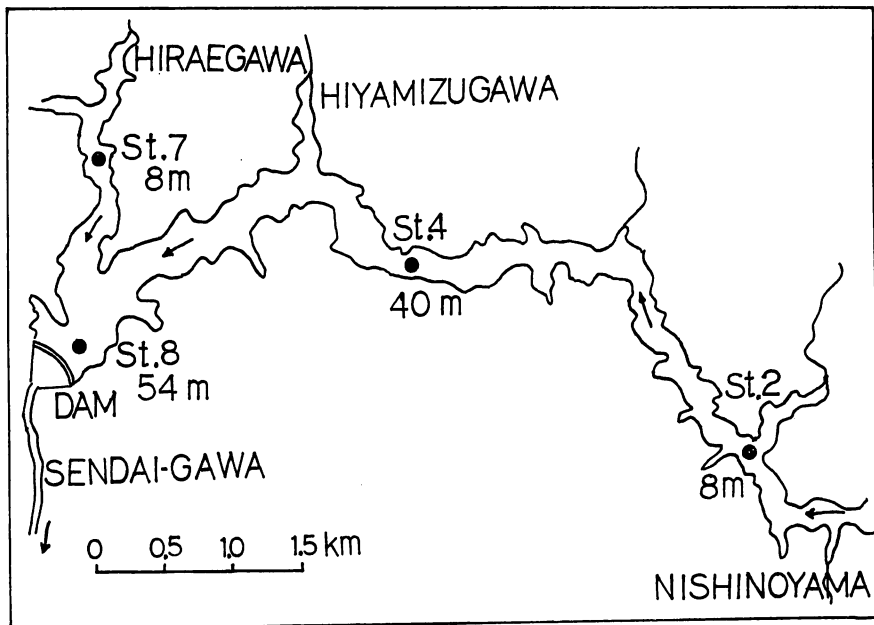 HIRAEGAWA
HIYAMIZUGAWA
St.7
8m
St.4
40 m
St.8
54 m
DAM
St.2
8m
SENDAI-GAWA
0 0.5 1.0 1.5 km
NISHINOYAMA